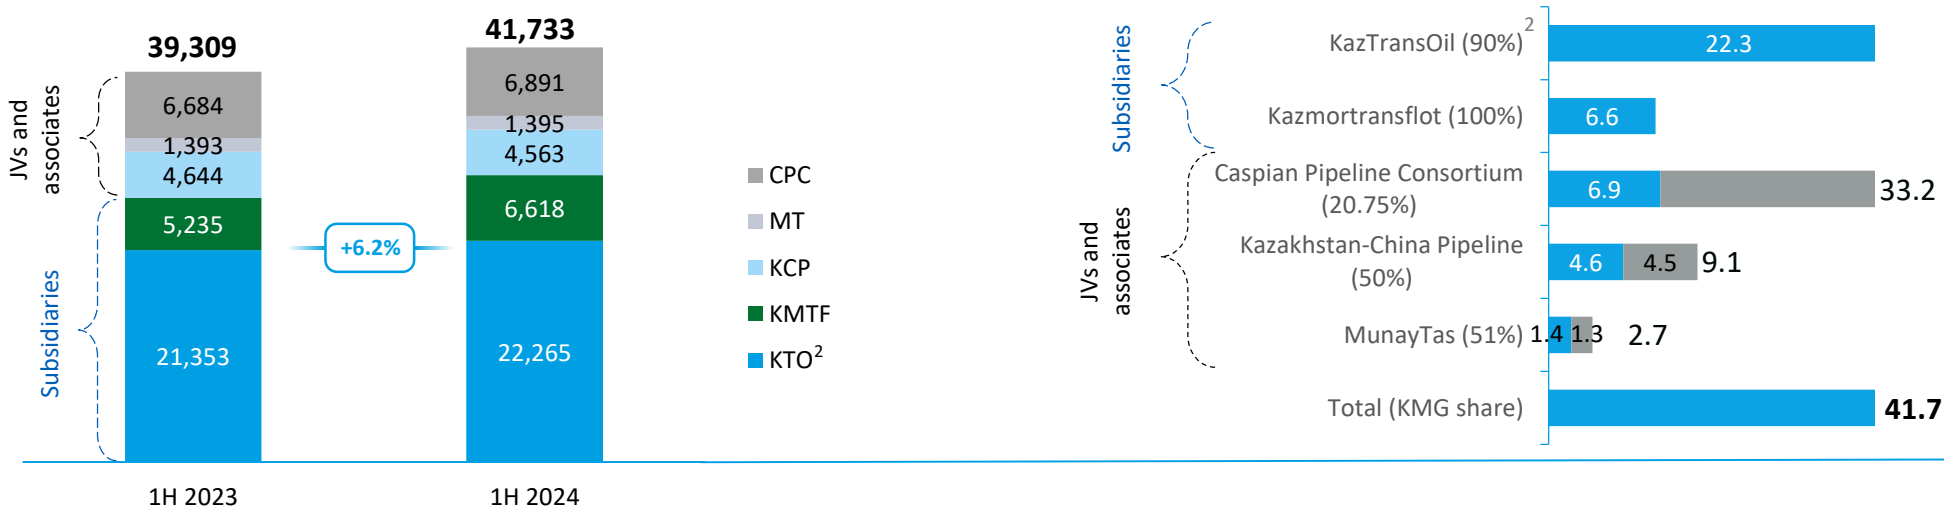 39,309
41,733
JVs and
associates
Subsidiaries
6,684
1,393
4,644
5,235
21,353
+6.2%
6,891
1,395
4,563
6,618
22,265
1H 2023
1H 2024
CPC
MT
KCP
KMTF
KTO²
Subsidiaries
JVs and
associates
KazTransOil (90%)²
22.3
Kazmortransflot (100%)
6.6
Caspian Pipeline Consortium
(20.75%)
6.9
33.2
Kazakhstan-China Pipeline
(50%)
4.6 4.5 9.1
MunayTas (51%) 1.4 1.3 2.7
Total (KMG share)
41.7